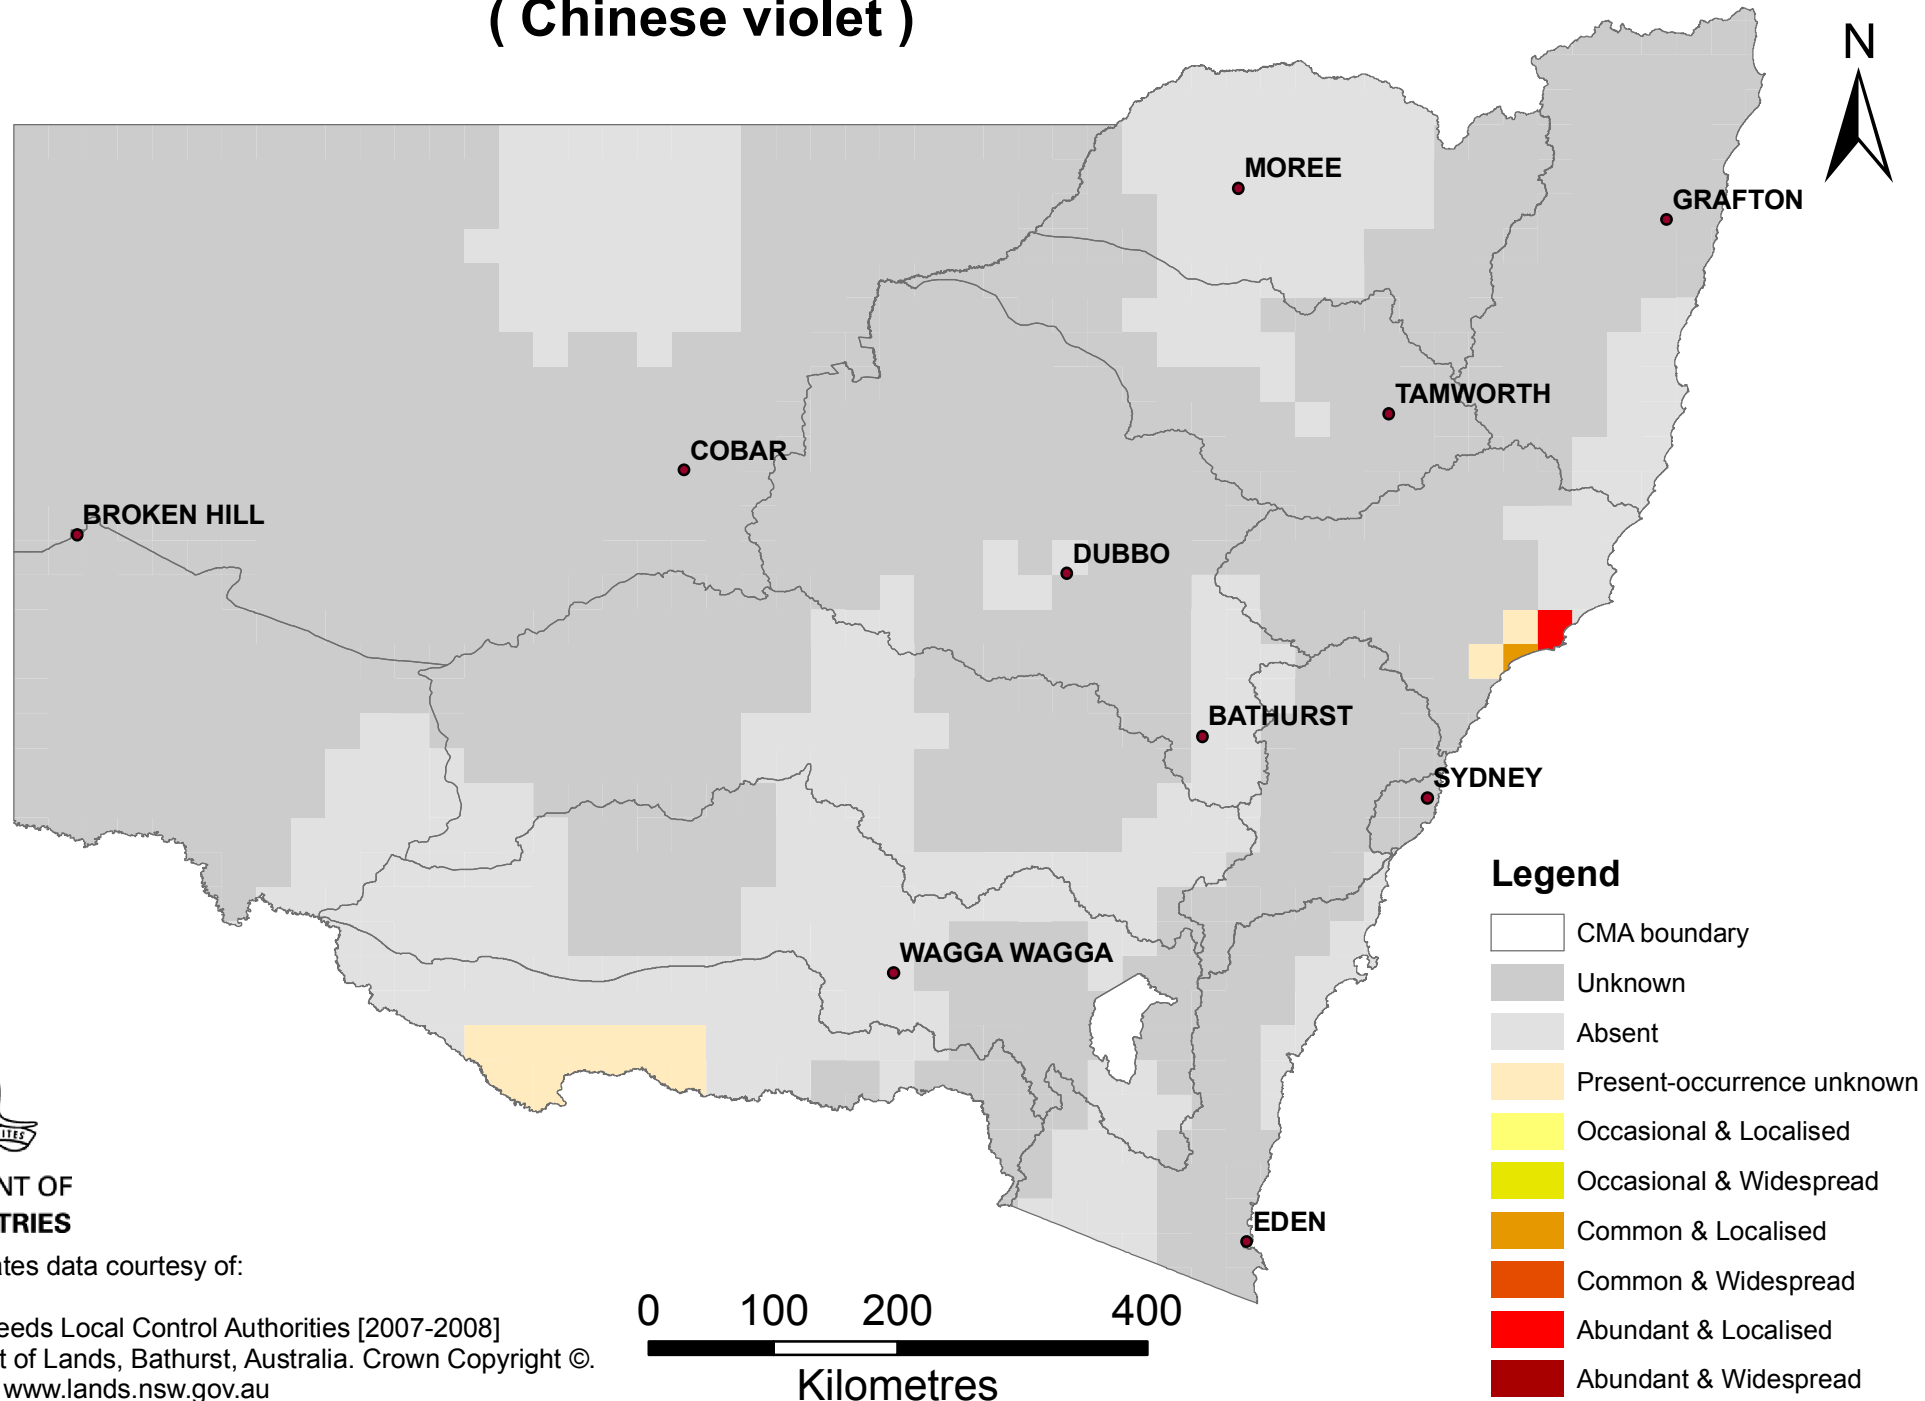 ( Chinese violet )
N
MOREE
GRAFTON
TAMWORTH
COBAR
BROKEN HILL
DUBBO
BATHURST
SYDNEY
WAGGA WAGGA
EDEN
Legend
CMA boundary
Unknown
Absent
Present-occurrence unknown
Occasional & Localised
Occasional & Widespread
Common & Localised
Common & Widespread
Abundant & Localised
Abundant & Widespread
ITES
NT OF
TRIES
ates data courtesy of:
eeds Local Control Authorities [2007-2008]
t of Lands, Bathurst, Australia. Crown Copyright ©.
www.lands.nsw.gov.au
0 100 200 400
Kilometres